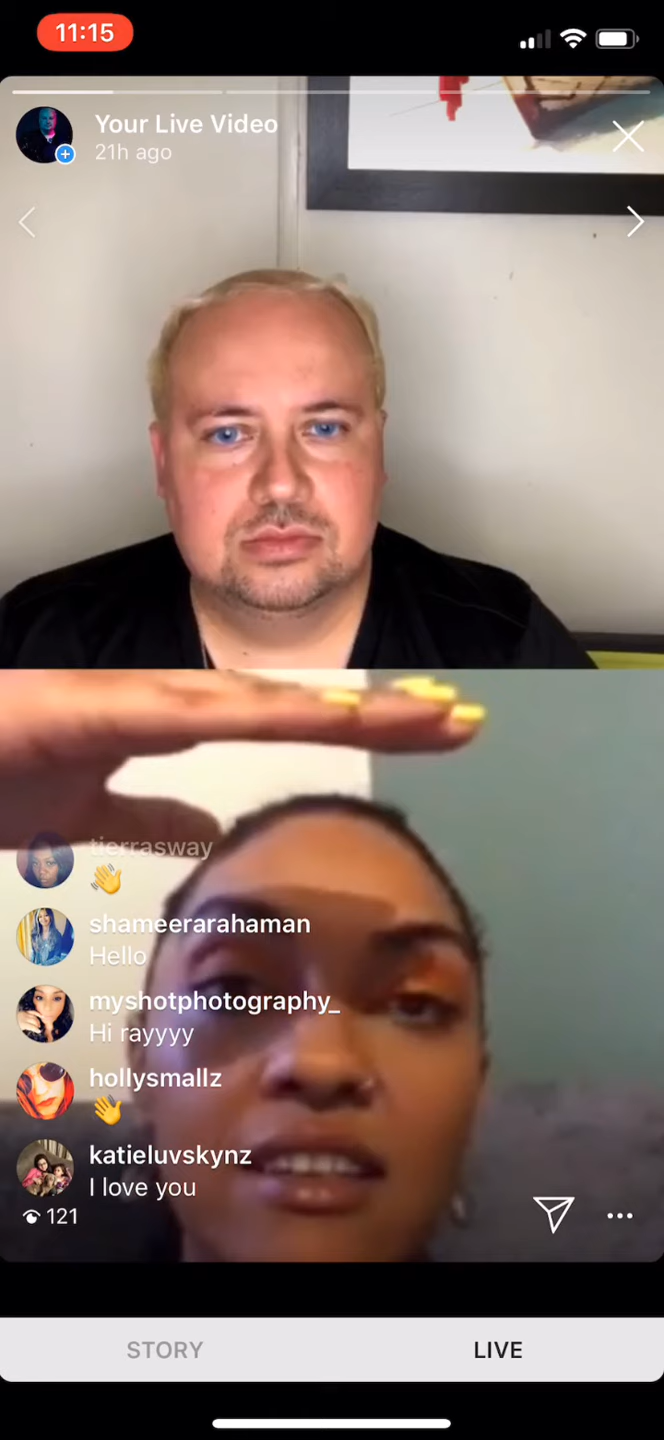 11:15
Your Live Video
21h ago
tierrasway
👋
shameerarahaman
Hello
myshotphotography_
Hi rayyyy
hollysmallz
👋
katieluvskynz
I love you
121
STORY
LIVE